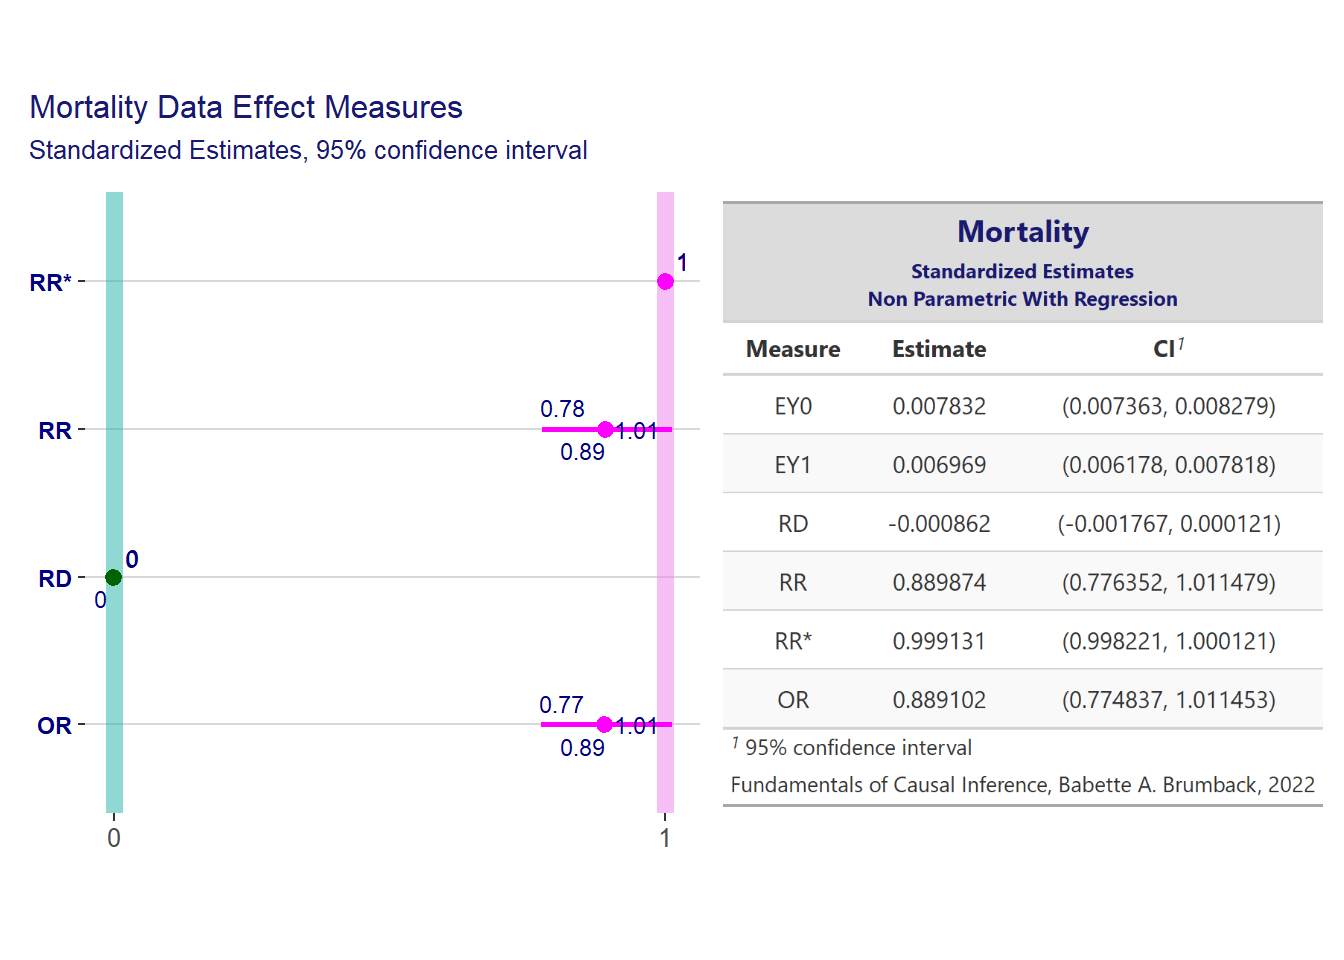 Mortality Data Effect Measures
Standardized Estimates, 95% confidence interval
RR*
1
RR
0.78
1.01
0.89
RD
0
0
OR
0.77
1.01
0.89
0 1
Mortality
Standardized Estimates
Non Parametric With Regression
Measure Estimate CI1
EY0 0.007832 (0.007363, 0.008279)
EY1 0.006969 (0.006178, 0.007818)
RD -0.000862 (-0.001767, 0.000121)
RR 0.889874 (0.776352, 1.011479)
RR* 0.999131 (0.998221, 1.000121)
OR 0.889102 (0.774837, 1.011453)
1 95% confidence interval
Fundamentals of Causal Inference, Babette A. Brumback, 2022